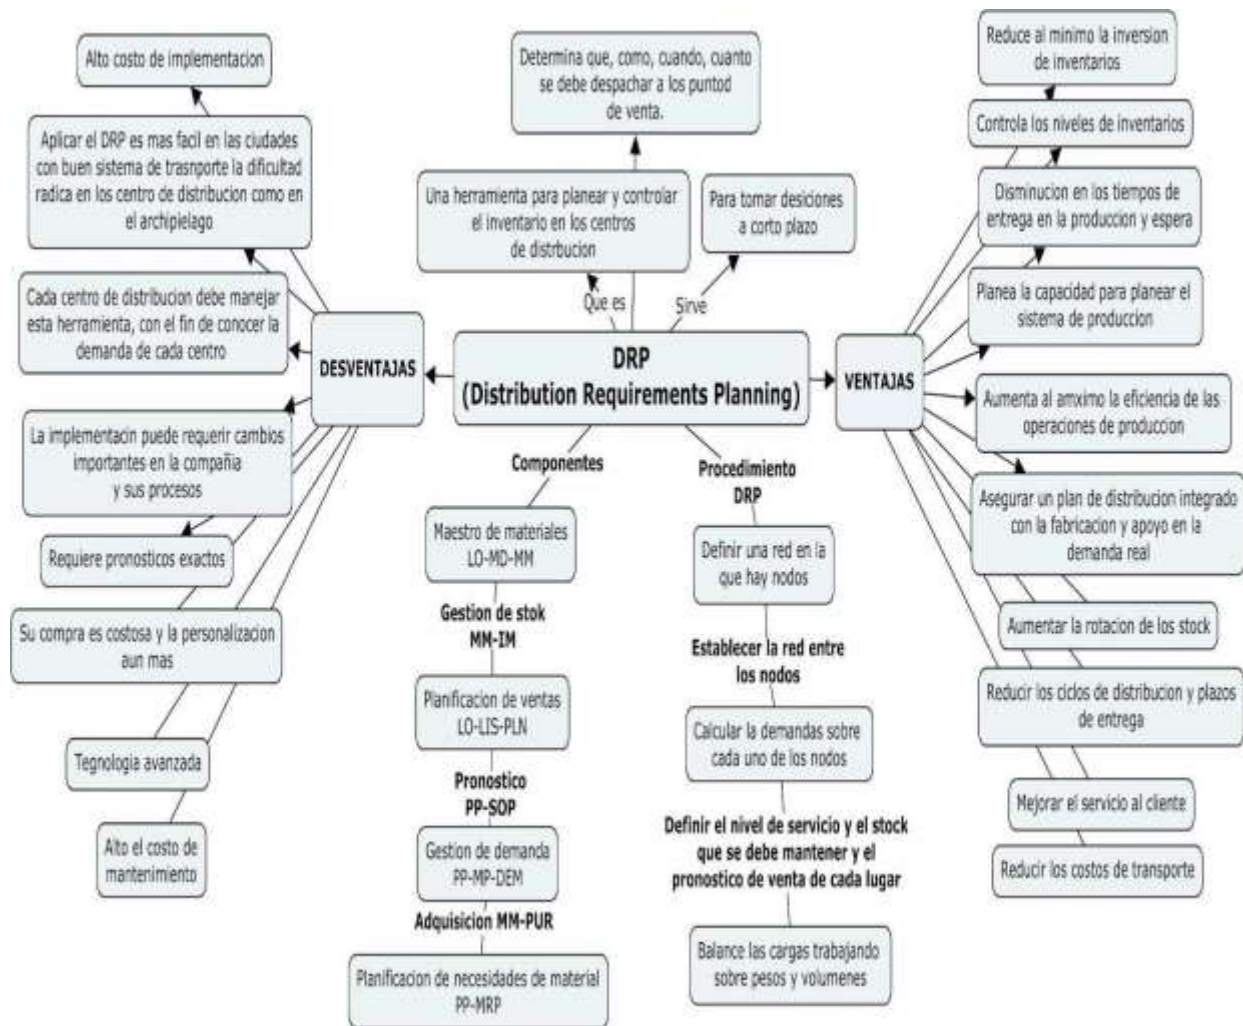 Alto costo de implementacion
Aplicar el DRP es mas facil en las ciudades
con buen sistema de trasnporte la dificultad
radica en los centro de distribucion como en
el archipielago
Cada centro de distribucion debe manejar
esta herramienta, con el fin de conocer la
demanda de cada centro
DESVENTAJAS
La implementacin puede requerir cambios
importantes en la compañia
y sus procesos
Requiere pronosticos exactos
Su compra es costosa y la personalizacion
aun mas
Tegnologia avanzada
Alto el costo de
mantenimiento
Determina que, como, cuando, cuanto
se debe despachar a los puntod
de venta.
Una herramienta para planear y controlar
el inventario en los centros
de distrbucion
Para tomar desiciones
a corto plazo
Que es
Sirve
DRP
(Distribution Requirements Planning)
Componentes
Maestro de materiales
LO-MD-MM
Gestion de stok
MM-IM
Planificacion de ventas
LO-LIS-PLN
Pronostico
PP-SOP
Gestion de demanda
PP-MP-DEM
Adquisicion MM-PUR
Planificacion de necesidades de material
PP-MRP
Procedimiento
DRP
Definir una red en la
que hay nodos
Establecer la red entre
los nodos
Calcular la demandas sobre
cada uno de los nodos
Definir el nivel de servicio y el stock
que se debe mantener y el
pronostico de venta de cada lugar
Balance las cargas trabajando
sobre pesos y volumenes
VENTAJAS
Reduce al minimo la inversion
de inventarios
Controla los niveles de inventarios
Disminucion en los tiempos de
entrega en la produccion y espera
Planea la capacidad para planear el
sistema de produccion
Aumenta al amximo la eficiencia de las
operaciones de produccion
Asegurar un plan de distribucion integrado
con la fabricacion y apoyo en la
demanda real
Aumentar la rotacion de los stock
Reducir los ciclos de distribucion y plazos
de entrega
Mejorar el servicio al cliente
Reducir los costos de transporte